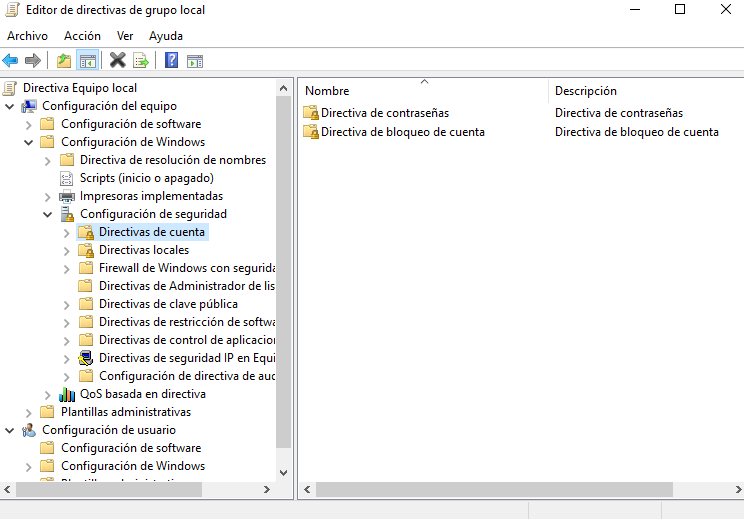 Editor de directivas de grupo local
Archivo Acción Ver Ayuda
Directiva Equipo local
Configuración del equipo
Configuración de software
Configuración de Windows
Directiva de resolución de nombres
Scripts (inicio o apagado)
Impresoras implementadas
Configuración de seguridad
Directivas de cuenta
Directivas locales
Firewall de Windows con segurida
Directivas de Administrador de lis
Directivas de clave pública
Directivas de restricción de softwa
Directivas de control de aplicacion
Directivas de seguridad IP en Equi
Configuración de directiva de aud
QoS basada en directiva
Plantillas administrativas
Configuración de usuario
Configuración de software
Configuración de Windows
Nombre Descripción
Directiva de contraseñas Directiva de contraseñas
Directiva de bloqueo de cuenta Directiva de bloqueo de cuenta